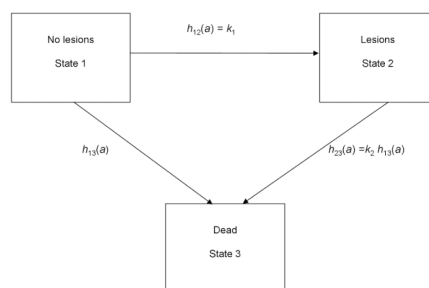 No lesions
State 1
h₁₂(a) = k₁
Lesions
State 2
h₁₃(a)
h₂₃(a) =k₂ h₁₃(a)
Dead
State 3